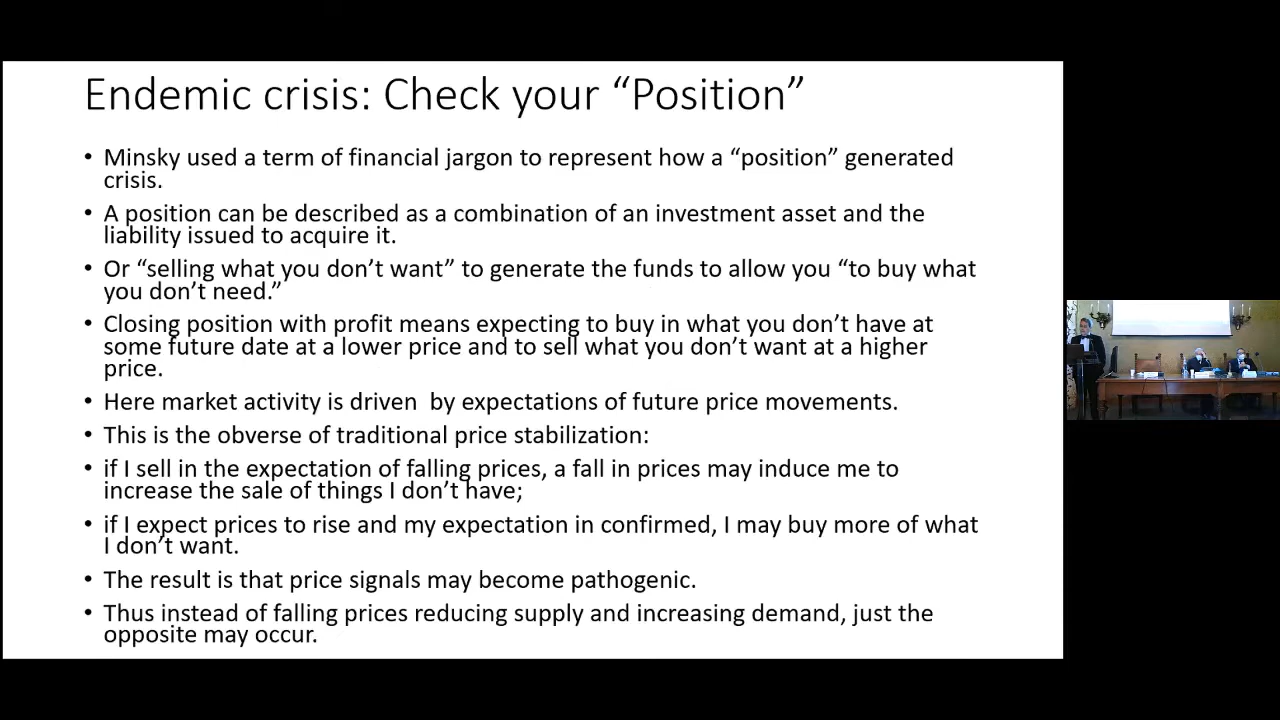 Endemic crisis: Check your “Position”
• Minsky used a term of financial jargon to represent how a “position” generated
crisis.
• A position can be described as a combination of an investment asset and the
liability issued to acquire it.
• Or “selling what you don’t want” to generate the funds to allow you “to buy what
you don’t need.”
• Closing position with profit means expecting to buy in what you don’t have at
some future date at a lower price and to sell what you don’t want at a higher
price.
• Here market activity is driven  by expectations of future price movements.
• This is the obverse of traditional price stabilization:
• if I sell in the expectation of falling prices, a fall in prices may induce me to
increase the sale of things I don’t have;
• if I expect prices to rise and my expectation in confirmed, I may buy more of what
I don’t want.
• The result is that price signals may become pathogenic.
• Thus instead of falling prices reducing supply and increasing demand, just the
opposite may occur.